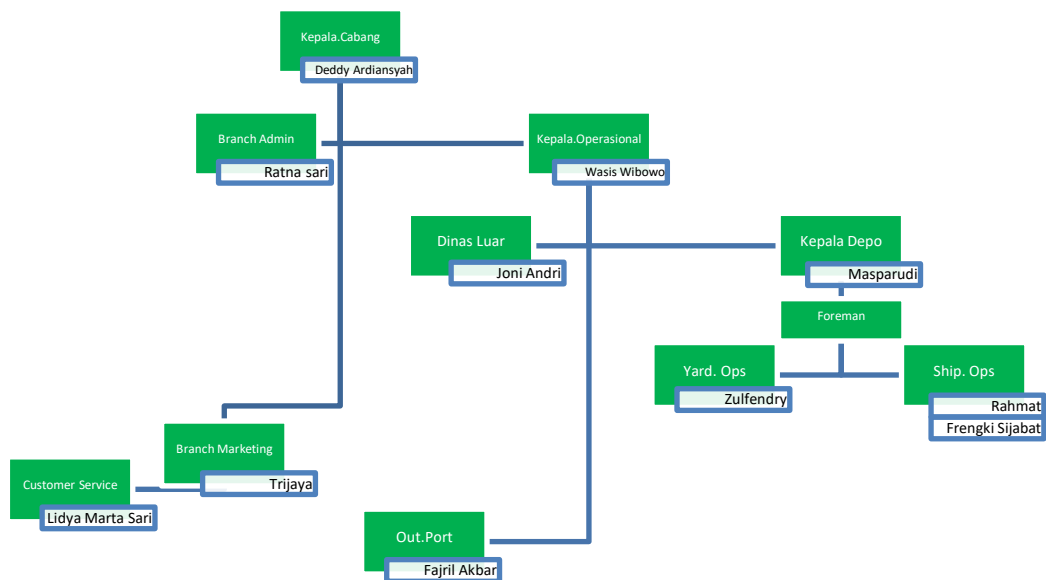 Kepala.Cabang
Deddy Ardiansyah
Branch Admin
Ratna sari
Kepala.Operasional
Wasis Wibowo
Dinas Luar
Joni Andri
Kepala Depo
Masparudi
Foreman
Yard. Ops
Zulfendry
Ship. Ops
Rahmat
Frengki Sijabat
Branch Marketing
Trijaya
Customer Service
Lidya Marta Sari
Out.Port
Fajril Akbar